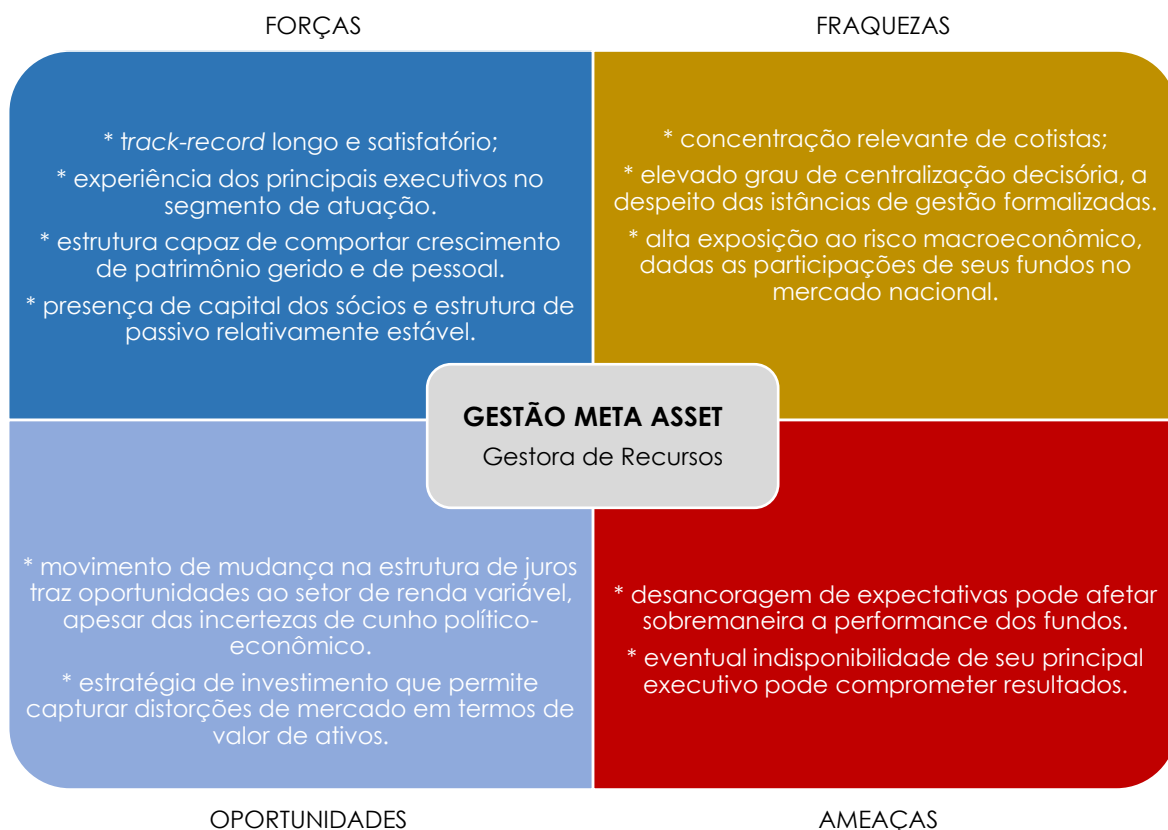 FORÇAS
FRAQUEZAS
* track-record longo e satisfatório;
* experiência dos principais executivos no
segmento de atuação.
* estrutura capaz de comportar crescimento
de patrimônio gerido e de pessoal.
* presença de capital dos sócios e estrutura de
passivo relativamente estável.
* concentração relevante de cotistas;
* elevado grau de centralização decisória, a
despeito das istâncias de gestão formalizadas.
* alta exposição ao risco macroeconômico,
dadas as participações de seus fundos no
mercado nacional.
GESTÃO META ASSET
Gestora de Recursos
* movimento de mudança na estrutura de juros
traz oportunidades ao setor de renda variável,
apesar das incertezas de cunho político-
econômico.
* estratégia de investimento que permite
capturar distorções de mercado em termos de
valor de ativos.
* desancoragem de expectativas pode afetar
sobremaneira a performance dos fundos.
* eventual indisponibilidade de seu principal
executivo pode comprometer resultados.
OPORTUNIDADES
AMEAÇAS